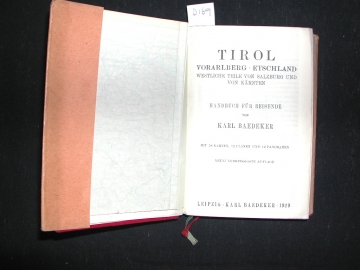 TIROL
VORARLBERG · ETSCHLAND
WESTLICHE TEILE VON SALZBURG UND
VON KÄRNTEN
HANDBUCH FÜR REISENDE
VON
KARL BAEDEKER
LEIPZIG · KARL BAEDEKER · 1929